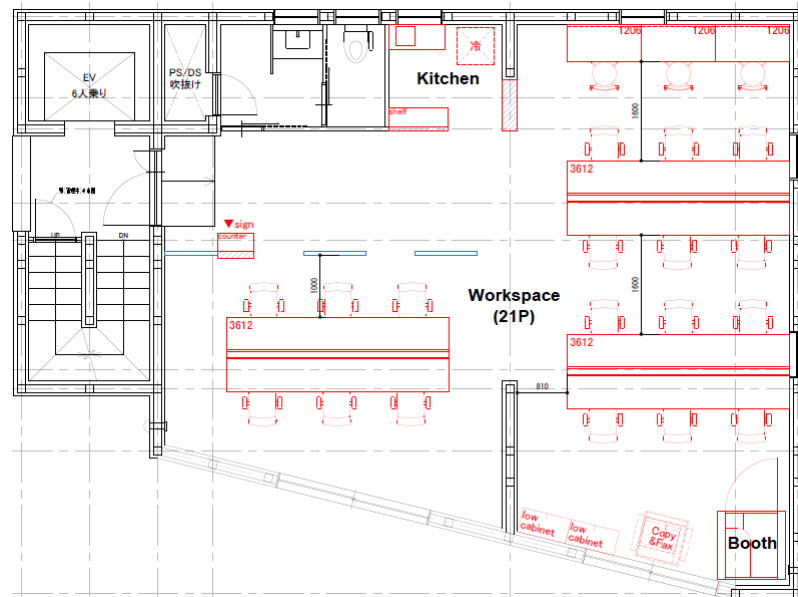 EV
6人乗り
PS/DS
吹抜け
冷
Kitchen
shelf
1206
1206
1206
1600
3612
▼sign
counter
UP
DN
1000
1600
Workspace
(21P)
3612
3612
810
low
cabinet
low
cabinet
Copy
&Fax
Booth